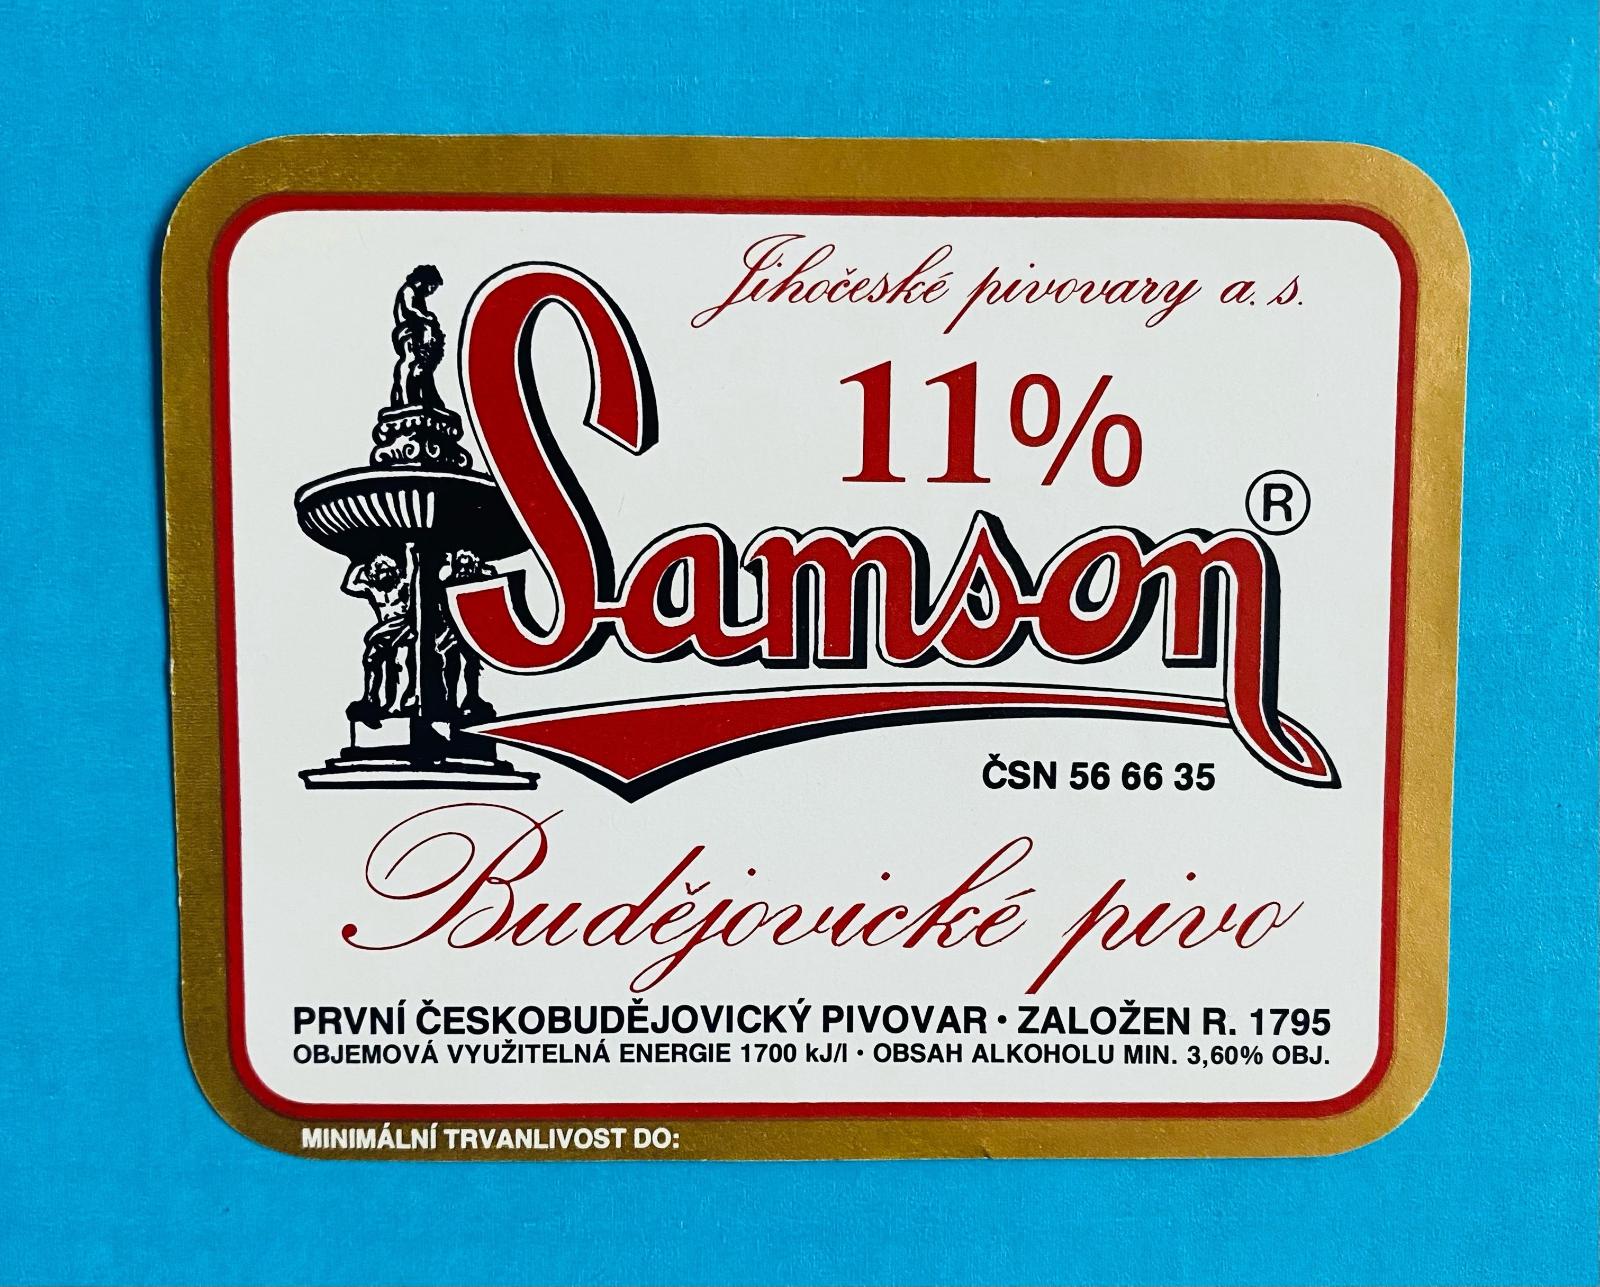 Jihočeské pivovary a. s.
11%
Samson ®
ČSN 56 66 35
Budějovické pivo
PRVNÍ ČESKOBUDĚJOVICKÝ PIVOVAR • ZALOŽEN R. 1795
OBJEMOVÁ VYUŽITELNÁ ENERGIE 1700 kJ/l • OBSAH ALKOHOLU MIN. 3,60% OBJ.
MINIMÁLNÍ TRVANLIVOST DO: